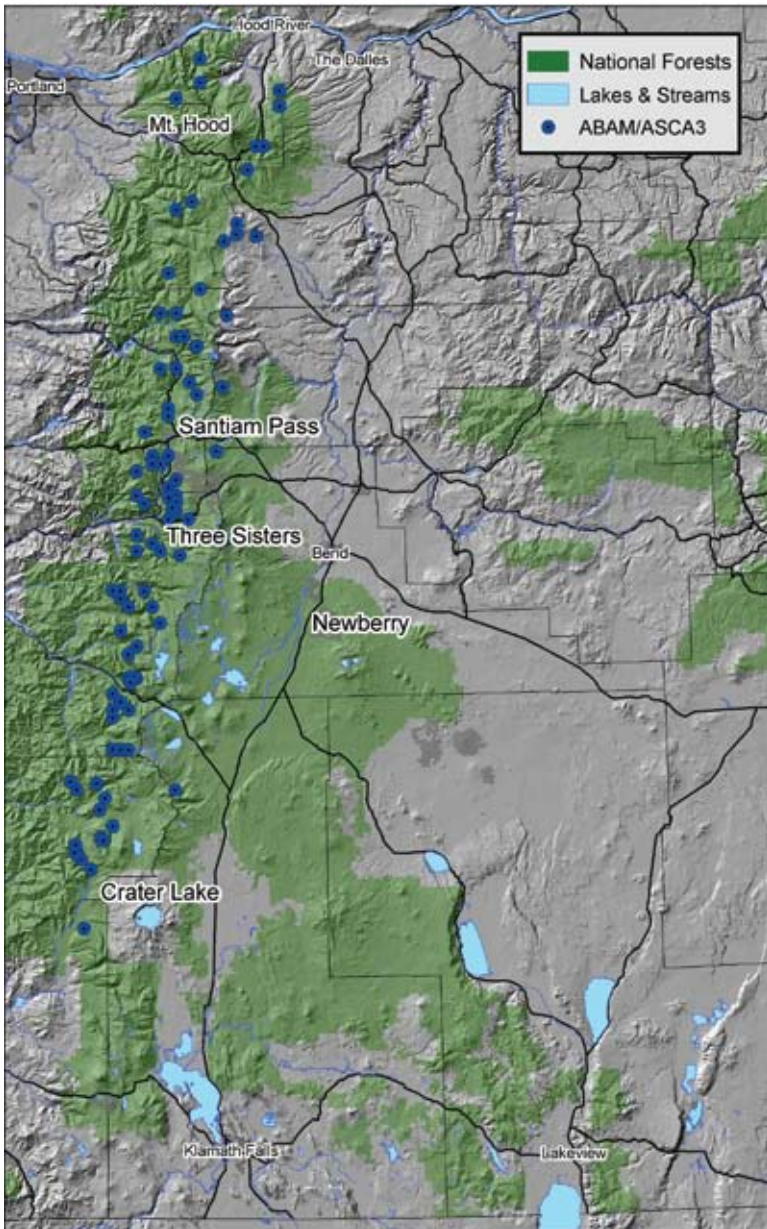 Hood River
The Dalles
Portland
Mt. Hood
National Forests
Lakes & Streams
ABAM/ASCA3
Santiam Pass
Three Sisters
Bend
Newberry
Crater Lake
Klamath Falls
Lakeview